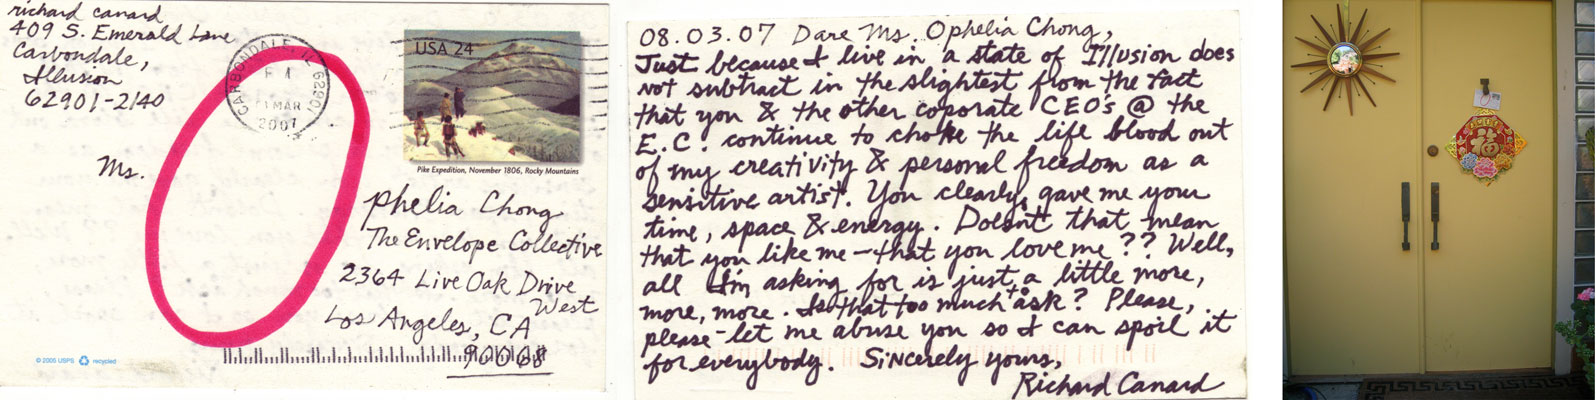 richard canard
409 S. Emerald Lane
Carbondale,
Illusion
62901-2140
CARBONDALE, IL 62901
1 MAR
2007
USA 24
Pike Expedition, November 1806, Rocky Mountains
Ms.
phelia Chong
The Envelope Collective
2364 Live Oak Drive
West
Los Angeles, CA
90068
© 2005 USPS recycled
08.03.07 Dare Ms. Ophelia Chong,
Just because I live in a state of Illusion does
not subtract in the slightest from the fact
that you & the other coporate CEO's @ the
E.C. continue to choke the life blood out
of my creativity & personal freedom as a
sensitive artist. You clearly gave me your
time, space & energy. Doesn't that mean
that you like me—that you love me?? Well,
all I'm asking for is just a little more,
more, more. Is that too much to ask? Please,
please-let me abuse you so I can spoil it
for everybody. Sincerely yours,
Richard Canard
福